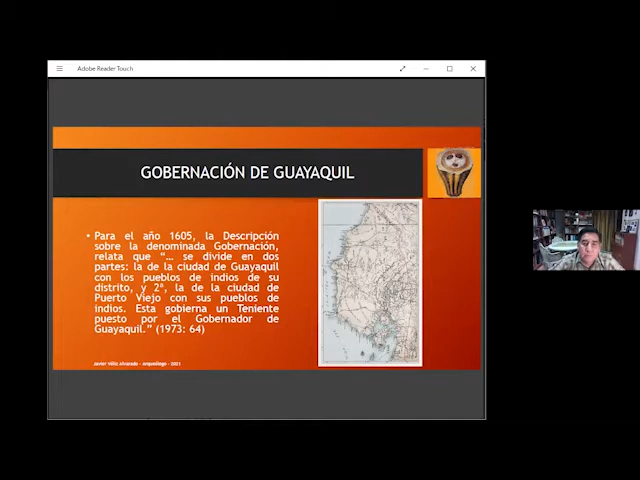 Adobe Reader Touch
GOBERNACIÓN DE GUAYAQUIL
• Para el año 1605, la Descripción
sobre la denominada Gobernación,
relata que “… se divide en dos
partes: la de la ciudad de Guayaquil
con los pueblos de indios de su
distrito, y 2ª, la de la ciudad de
Puerto Viejo con sus pueblos de
indios. Esta gobierna un Teniente
puesto por el Gobernador de
Guayaquil.” (1973: 64)
Javier Véliz Alvarado - arqueólogo - 2021